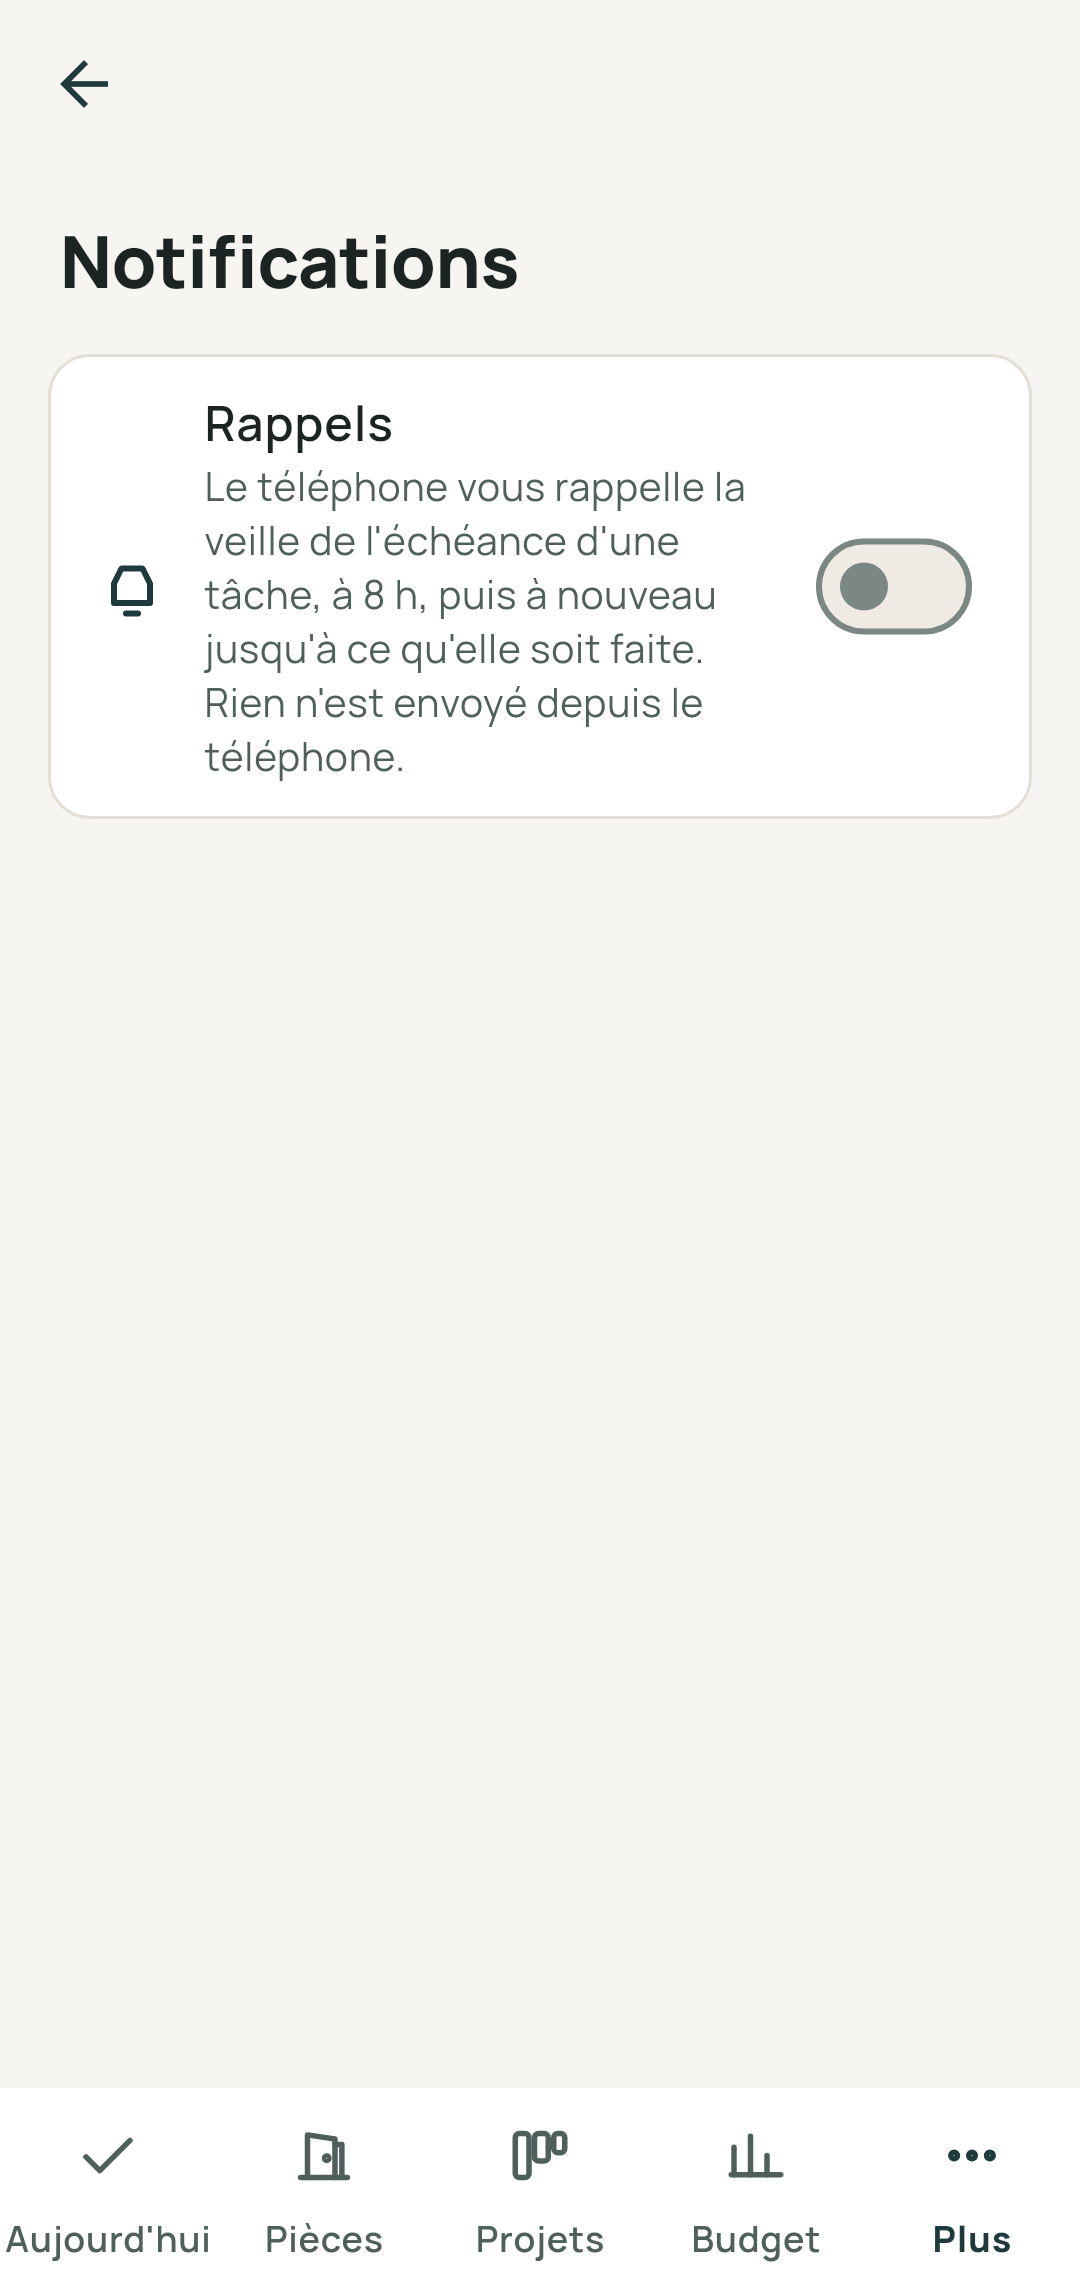 Notifications
Rappels
Le téléphone vous rappelle la
veille de l'échéance d'une
tâche, à 8 h, puis à nouveau
jusqu'à ce qu'elle soit faite.
Rien n'est envoyé depuis le
téléphone.
Aujourd'hui
Pièces
Projets
Budget
Plus